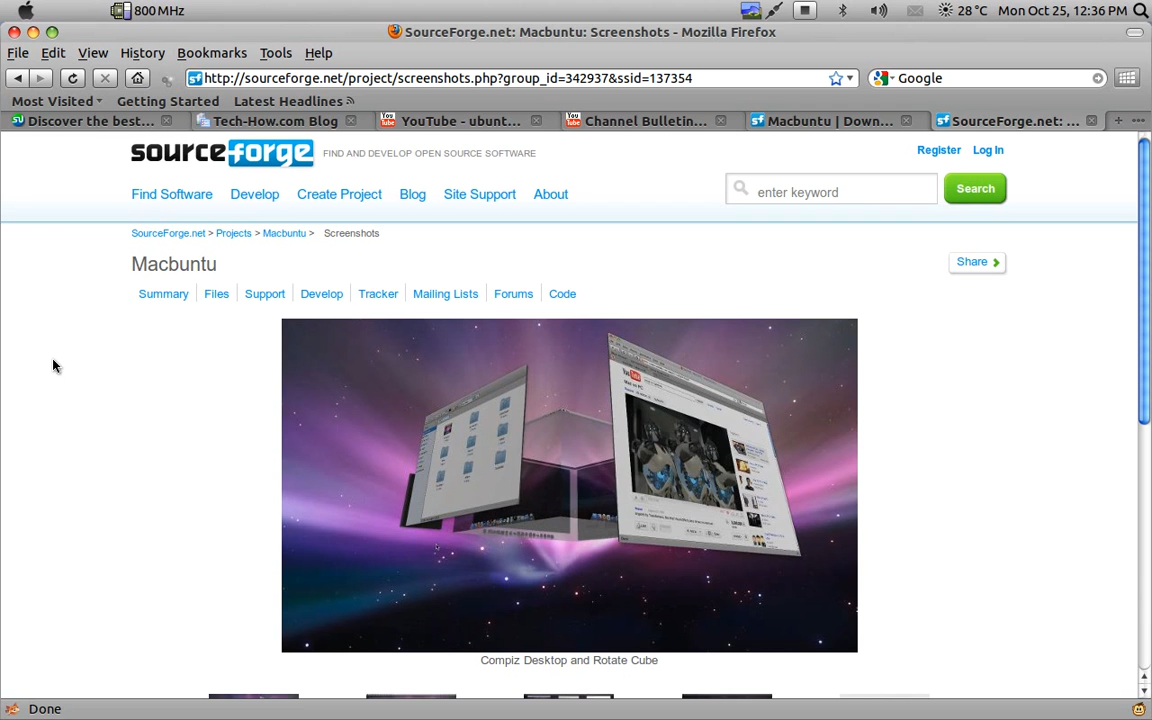 800 MHz 28 °C Mon Oct 25, 12:36 PM
SourceForge.net: Macbuntu: Screenshots - Mozilla Firefox
File Edit View History Bookmarks Tools Help
http://sourceforge.net/project/screenshots.php?group_id=342937&ssid=137354 Google
Most Visited Getting Started Latest Headlines
Discover the best... Tech-How.com Blog YouTube - ubunt... Channel Bulletin... Macbuntu | Down... SourceForge.net: ...
sourceforge FIND AND DEVELOP OPEN SOURCE SOFTWARE Register Log In
Find Software Develop Create Project Blog Site Support About enter keyword Search
SourceForge.net > Projects > Macbuntu > Screenshots
Macbuntu Share
Summary Files Support Develop Tracker Mailing Lists Forums Code
Compiz Desktop and Rotate Cube
Done